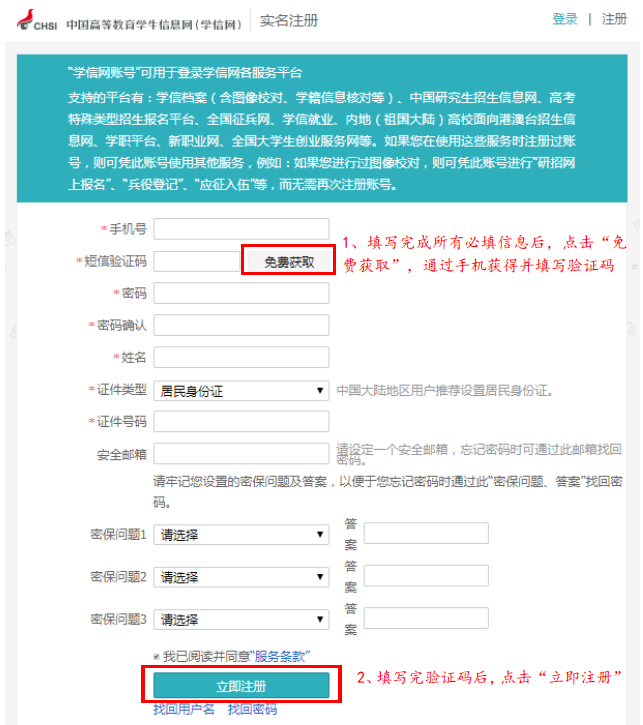 CHSI 中国高等教育学生信息网(学信网) 实名注册 登录 | 注册
“学信网账号”可用于登录学信网各服务平台
支持的平台有：学信档案（含图像校对、学籍信息核对等）、中国研究生招生信息网、高考
特殊类型招生报名平台、全国征兵网、学信就业、内地（祖国大陆）高校面向港澳台招生信
息网、学职平台、新职业网、全国大学生创业服务网等。如果您在使用这些服务时注册过账
号，则可凭此账号使用其他服务，例如：如果您进行过图像校对，则可凭此账号进行“研招网
上报名”、“兵役登记”、“应征入伍”等，而无需再次注册账号。
*手机号
*短信验证码 免费获取
1、填写完成所有必填信息后，点击“免
费获取”，通过手机获得并填写验证码
*密码
*密码确认
*姓名
*证件类型 居民身份证 中国大陆地区用户推荐设置居民身份证。
*证件号码
安全邮箱 请设定一个安全邮箱，忘记密码时可通过此邮箱找回
密码。
请牢记您设置的密保问题及答案，以便于您忘记密码时通过此“密保问题、答案”找回密
码。
密保问题1 请选择 答
案
密保问题2 请选择 答
案
密保问题3 请选择 答
案
我已阅读并同意“服务条款”
立即注册 2、填写完验证码后，点击“立即注册”
找回用户名 找回密码